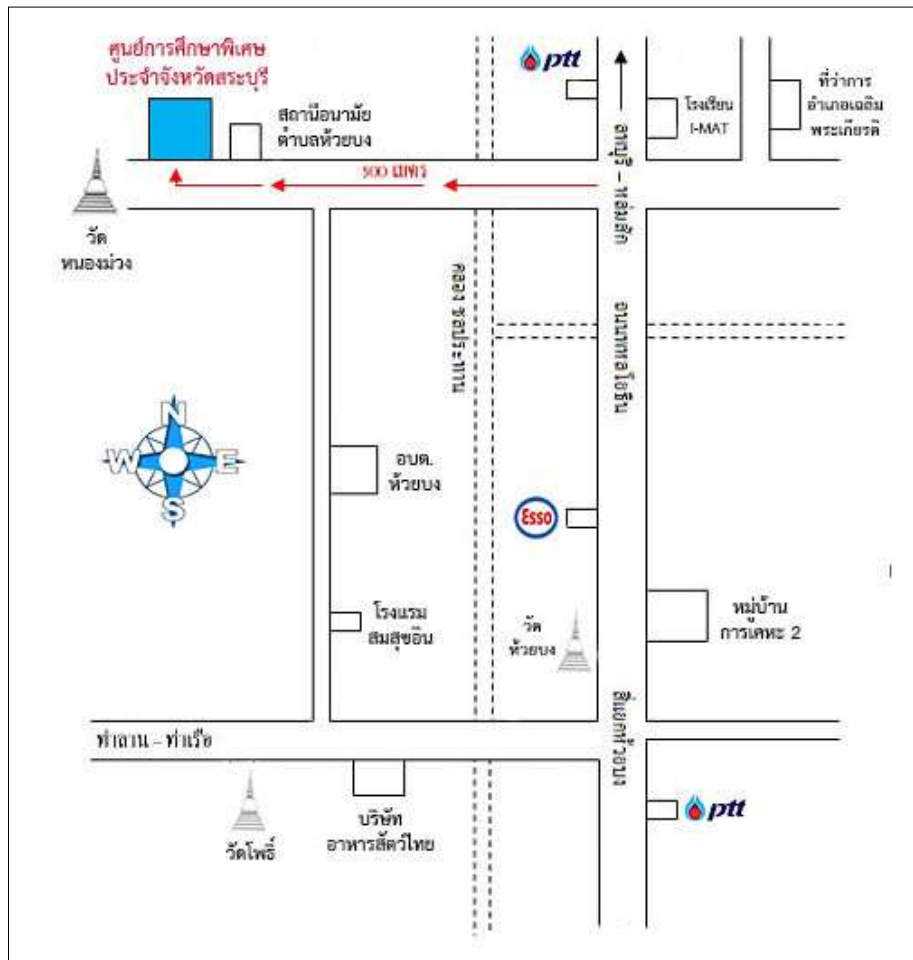 ศูนย์การศึกษาพิเศษ
ประจำจังหวัดสระบุรี
สถานีอนามัย
ตำบลห้วยบง
ptt
โรงเรียน
I-MAT
ที่ว่าการ
อำเภอเฉลิม
พระเกียรติ
500 เมตร
ลพบุรี – หล่มสัก
วัด
หนองม่วง
คลอง ชลประทาน
ถนนพหลโยธิน
N
W E
S
อบต.
ห้วยบง
Esso
โรงแรม
สมสุขอิน
วัด
ห้วยบง
หมู่บ้าน
การเคหะ 2
สี่แยกห้วยบง
ท่าลาน – ท่าเรือ
ptt
วัดโพธิ์
บริษัท
อาหารสัตว์ไทย